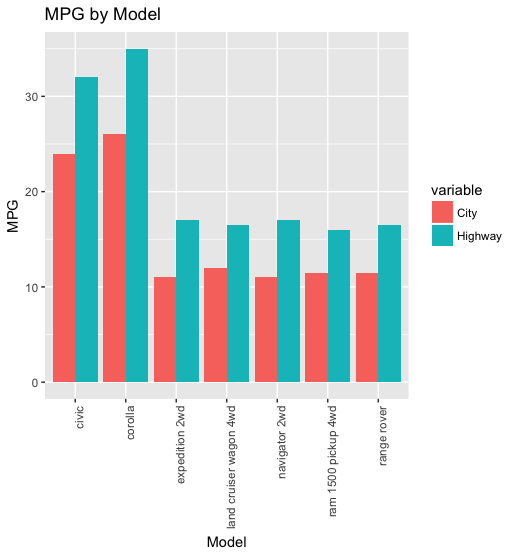 MPG by Model
MPG
30
20
10
0
civic
corolla
expedition 2wd
land cruiser wagon 4wd
navigator 2wd
ram 1500 pickup 4wd
range rover
Model
variable
City
Highway